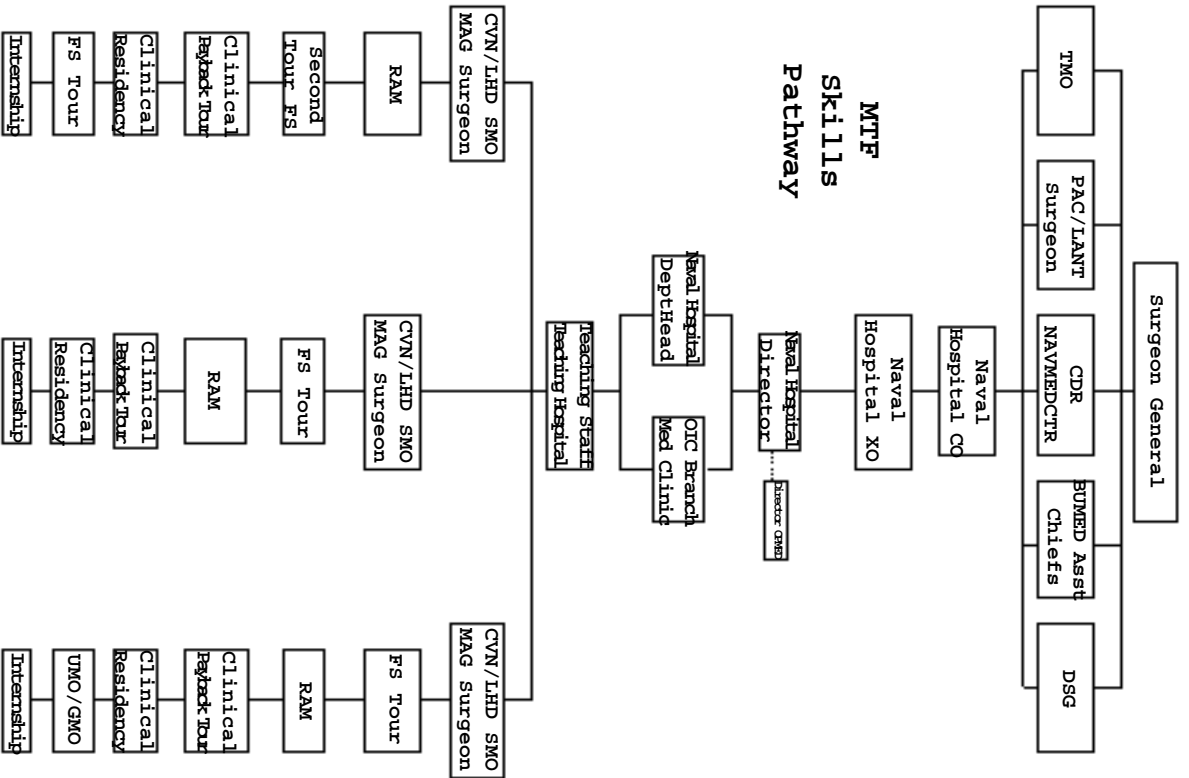 Surgeon General
TMO
PAC/LANT
Surgeon
CDR
NAVMEDCTR
BUMED Asst
Chiefs
DSG
Naval
Hospital CO
MTF
Skills
Pathway
Naval
Hospital XO
Naval Hospital
Director
Director OPMED
Naval Hospital
DeptHead
OIC Branch
Med Clinic
Teaching Staff
Teaching Hospital
CVN/LHD SMO
MAG Surgeon
RAM
Second
Tour FS
Clinical
Payback Tour
Clinical
Residency
FS Tour
Internship
CVN/LHD SMO
MAG Surgeon
FS Tour
RAM
Clinical
Payback Tour
Clinical
Residency
Internship
CVN/LHD SMO
MAG Surgeon
FS Tour
RAM
Clinical
Payback Tour
Clinical
Residency
UMO/GMO
Internship